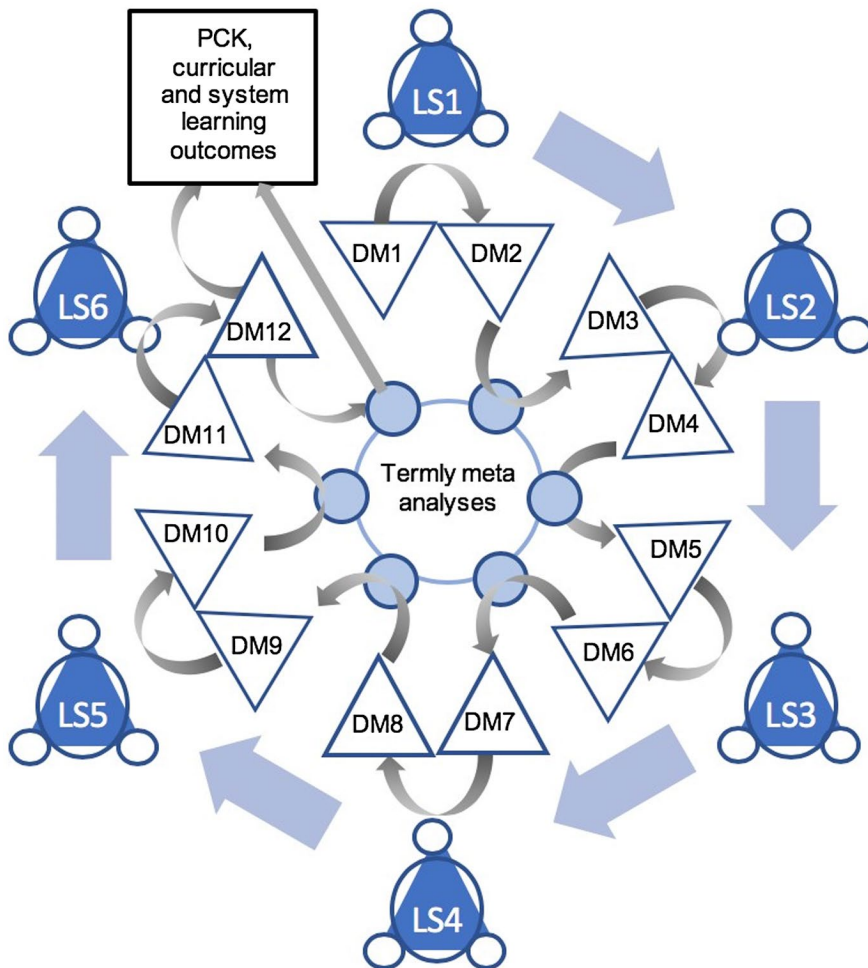 PCK,
curricular
and system
learning
outcomes
LS1
LS2
LS3
LS4
LS5
LS6
DM1
DM2
DM3
DM4
DM5
DM6
DM7
DM8
DM9
DM10
DM11
DM12
Termly meta
analyses